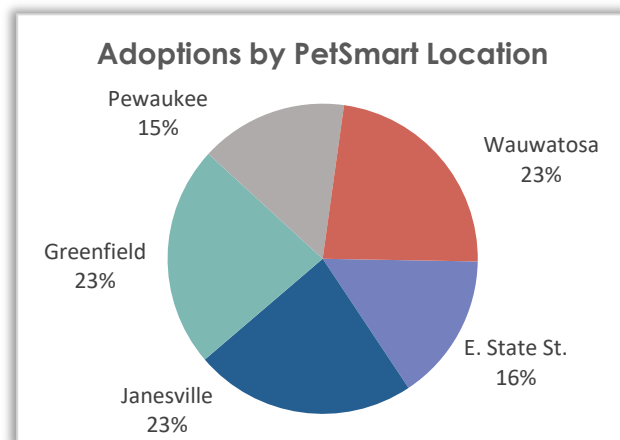 Adoptions by PetSmart Location
Pewaukee
15%
Wauwatosa
23%
Greenfield
23%
E. State St.
16%
Janesville
23%